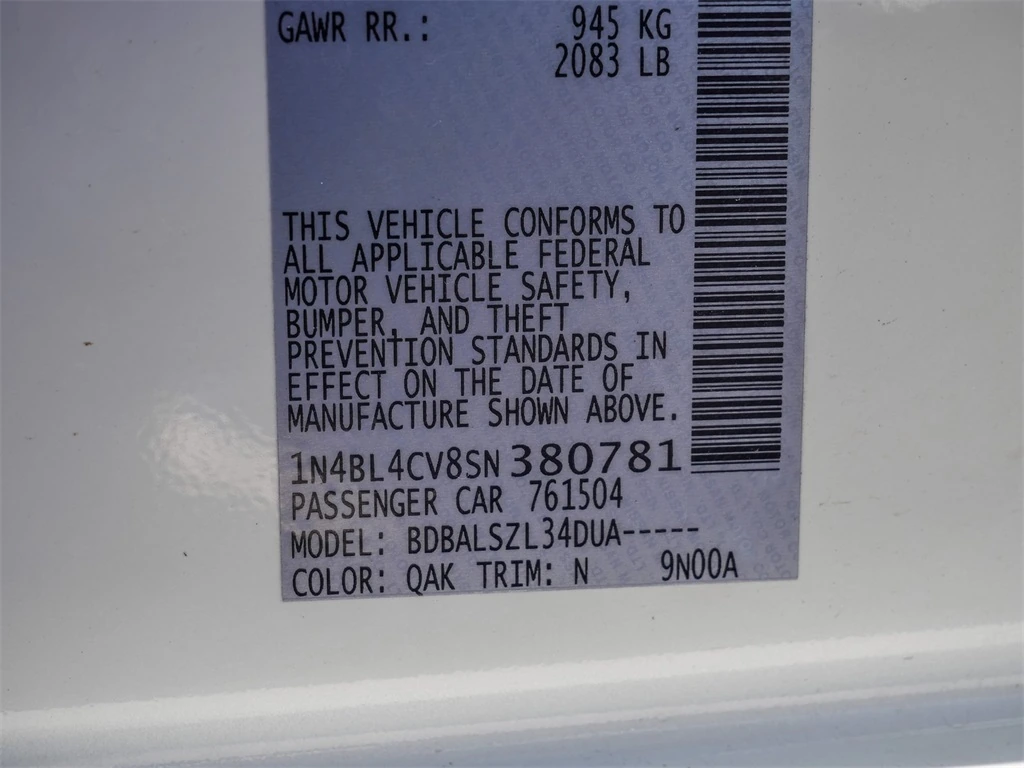 GAWR RR.: 945 KG
2083 LB
THIS VEHICLE CONFORMS TO
ALL APPLICABLE FEDERAL
MOTOR VEHICLE SAFETY,
BUMPER, AND THEFT
PREVENTION STANDARDS IN
EFFECT ON THE DATE OF
MANUFACTURE SHOWN ABOVE.
1N4BL4CV8SN380781
PASSENGER CAR 761504
MODEL: BDBALSZL34DUA-----
COLOR: QAK TRIM: N 9N00A